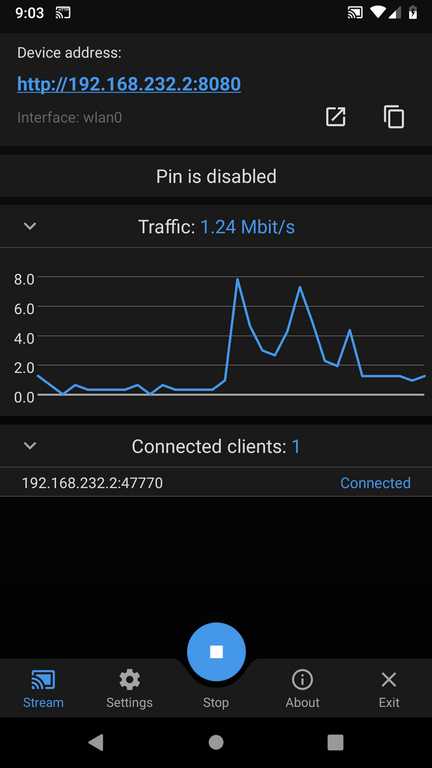 9:03
Device address:
http://192.168.232.2:8080
Interface: wlan0
Pin is disabled
Traffic: 1.24 Mbit/s
8.0
6.0
4.0
2.0
0.0
Connected clients: 1
192.168.232.2:47770 Connected
Stream Settings Stop About Exit